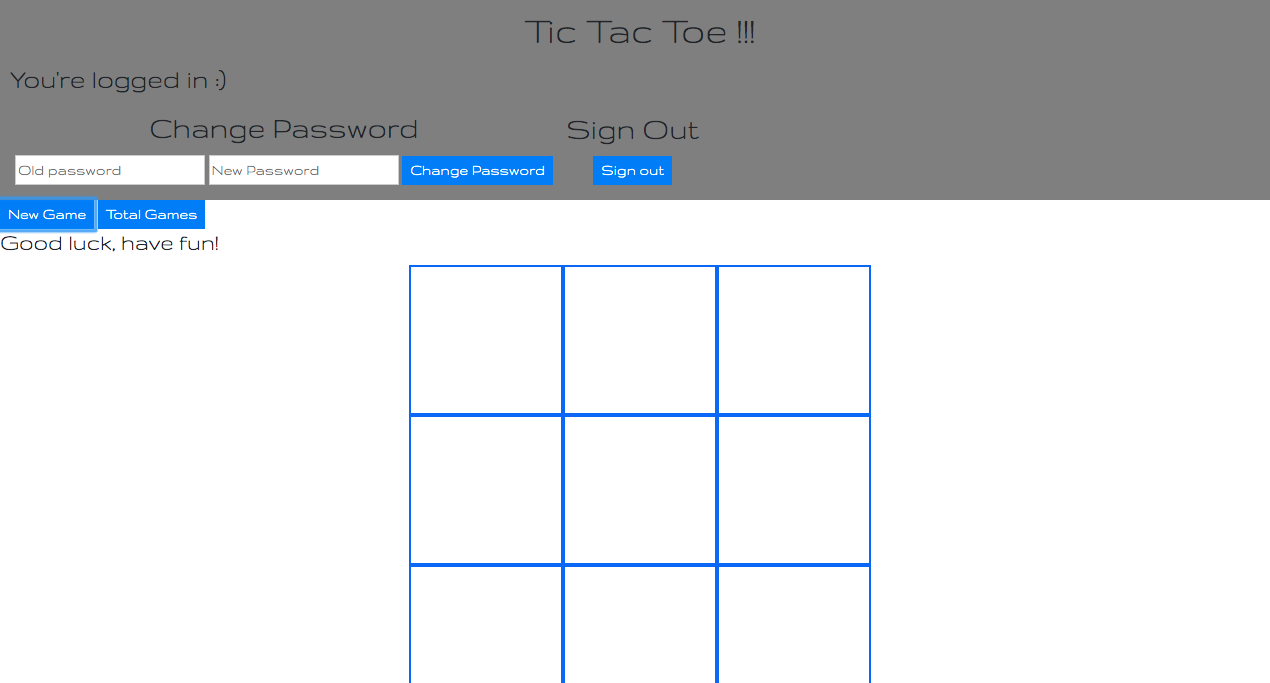 Tic Tac Toe !!!
You're logged in :)
Change Password Sign Out
Old password New Password Change Password Sign out
New Game Total Games
Good luck, have fun!